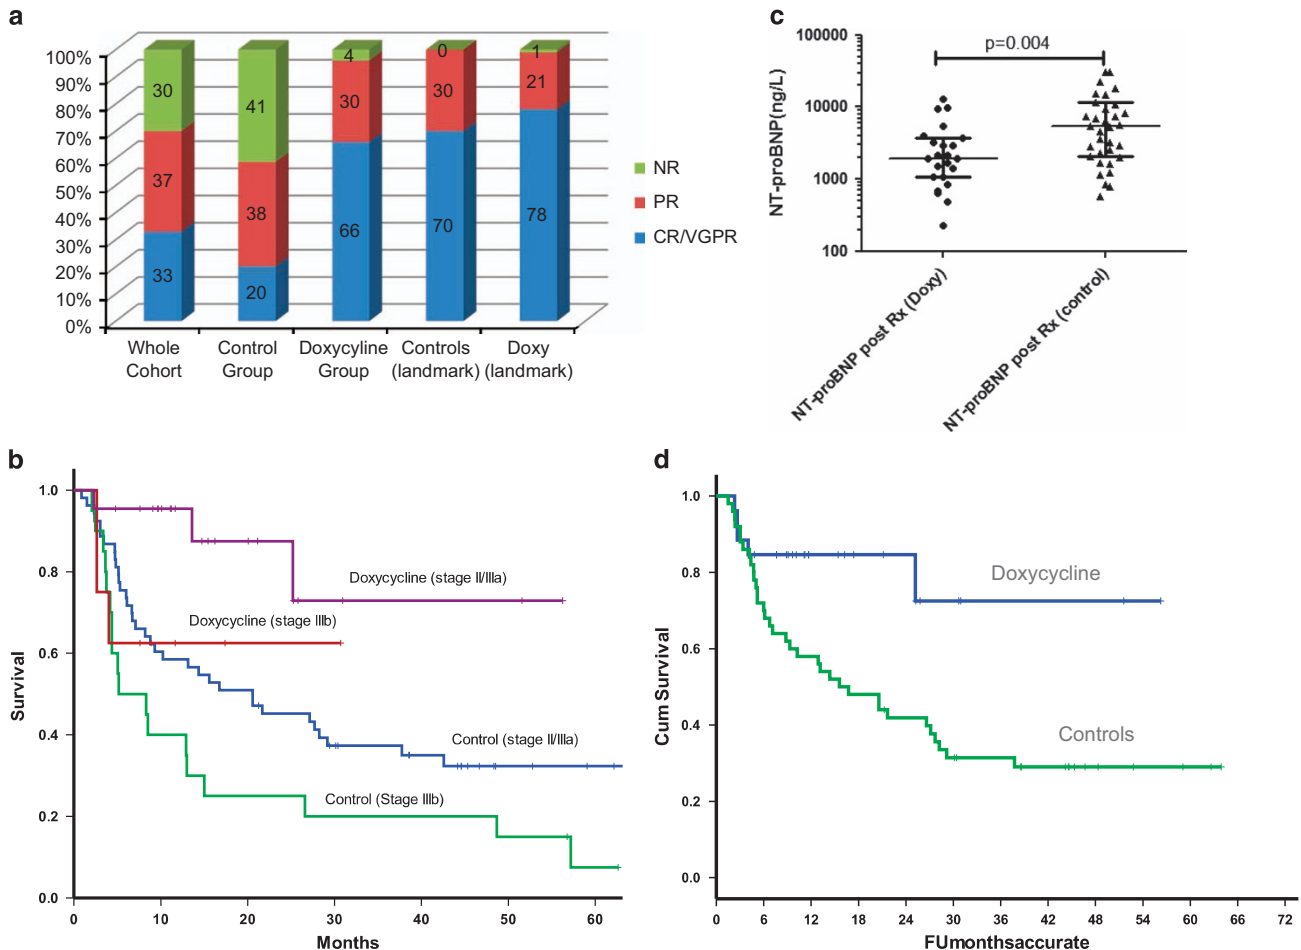 a
100%
90%
80%
70%
60%
50%
40%
30%
20%
10%
0%
30
37
33
41
38
20
4
30
66
0
30
70
1
21
78
Whole
Cohort
Control
Group
Doxycyline
Group
Controls
(landmark)
Doxy
(landmark)
NR
PR
CR/VGPR
c
100000
10000
1000
100
NT-proBNP(ng/L)
p=0.004
NT-proBNP post Rx (Doxy)
NT-proBNP post Rx (control)
b
1.0
0.8
0.6
0.4
0.2
0.0
Survival
Doxycycline (stage II/IIIa)
Doxycycline (stage IIIb)
Control (stage II/IIIa)
Control (Stage IIIb)
0 10 20 30 40 50 60
Months
d
1.0
0.8
0.6
0.4
0.2
0.0
Cum Survival
Doxycycline
Controls
0 6 12 18 24 30 36 42 48 54 60 66 72
FUmonthsaccurate